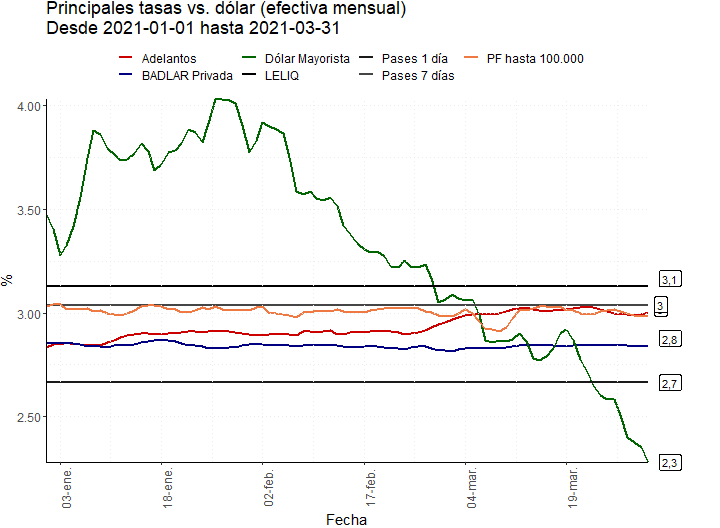 Principales tasas vs. dólar (efectiva mensual)
Desde 2021-01-01 hasta 2021-03-31
Adelantos
Dólar Mayorista
Pases 1 día
PF hasta 100.000
BADLAR Privada
LELIQ
Pases 7 días
4.00
3.50
3.00
2.50
%
3,1
3
2,8
2,7
2,3
03-ene.
18-ene.
02-feb.
17-feb.
04-mar.
19-mar.
Fecha